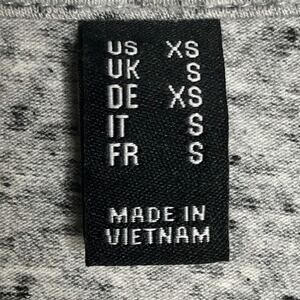 US XS
UK S
DE XS
IT S
FR S
MADE IN
VIETNAM